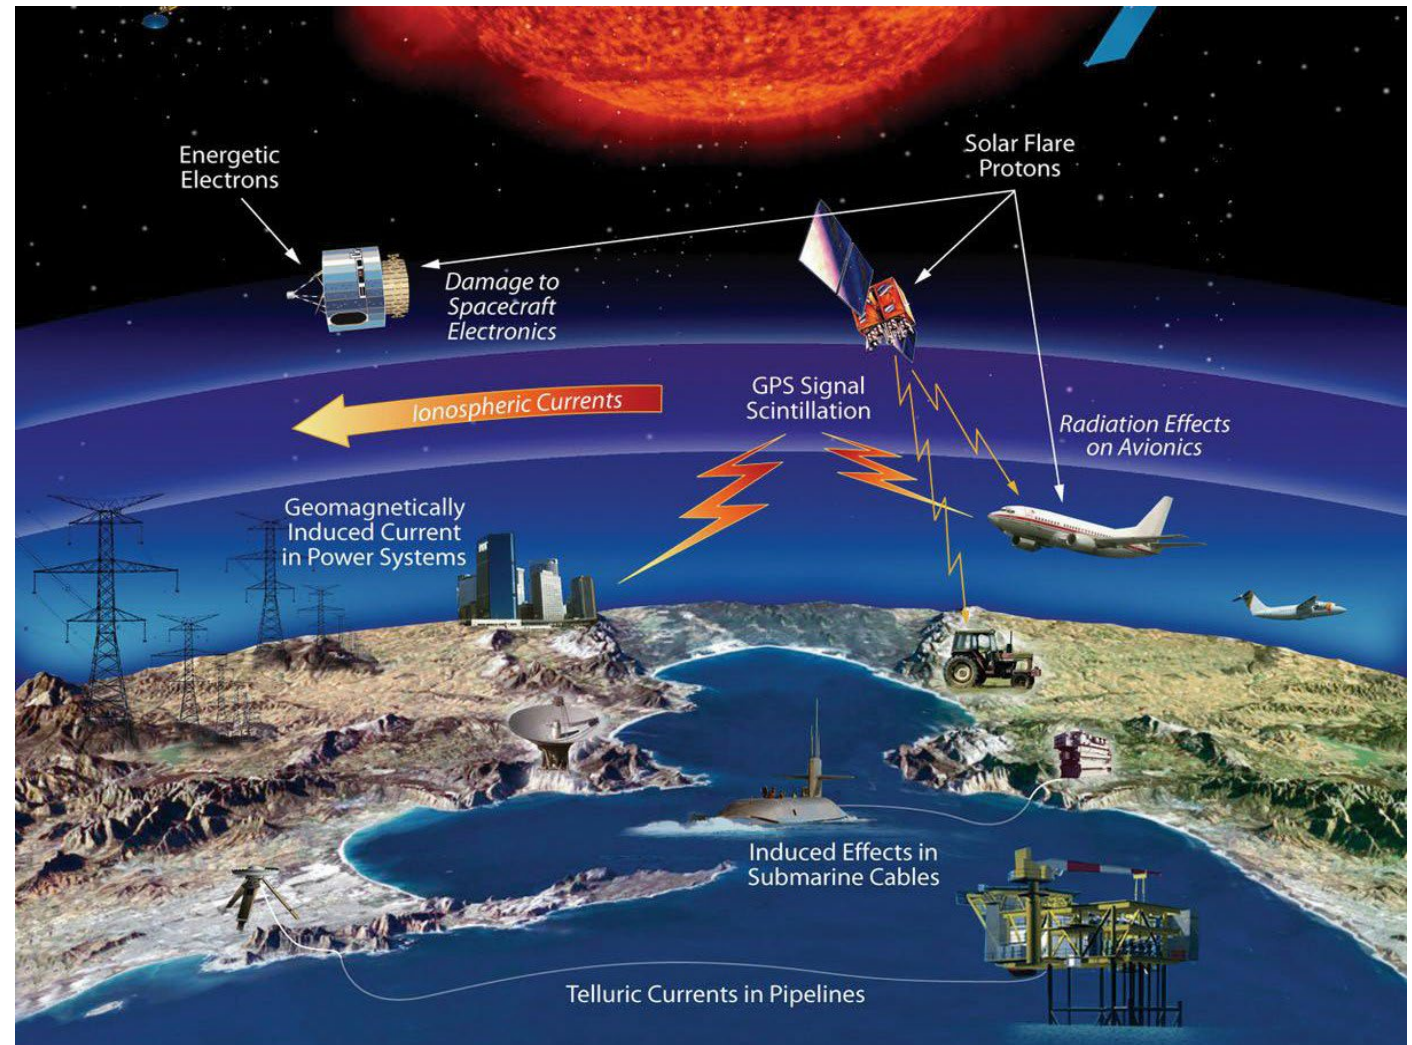 Energetic
Electrons
Solar Flare
Protons
Damage to
Spacecraft
Electronics
GPS Signal
Scintillation
Ionospheric Currents
Radiation Effects
on Avionics
Geomagnetically
Induced Current
in Power Systems
Induced Effects in
Submarine Cables
Telluric Currents in Pipelines